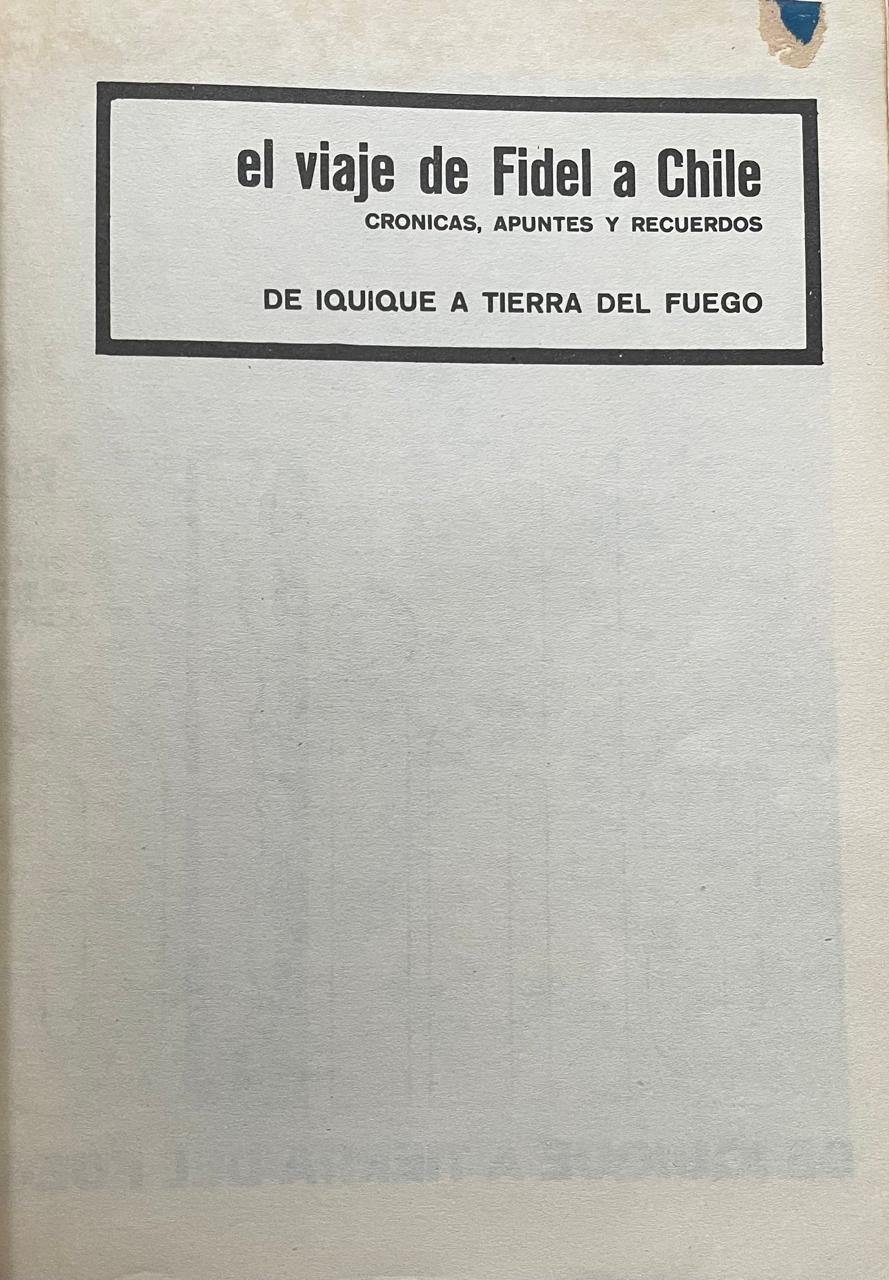 el viaje de Fidel a Chile
CRONICAS, APUNTES Y RECUERDOS
DE IQUIQUE A TIERRA DEL FUEGO